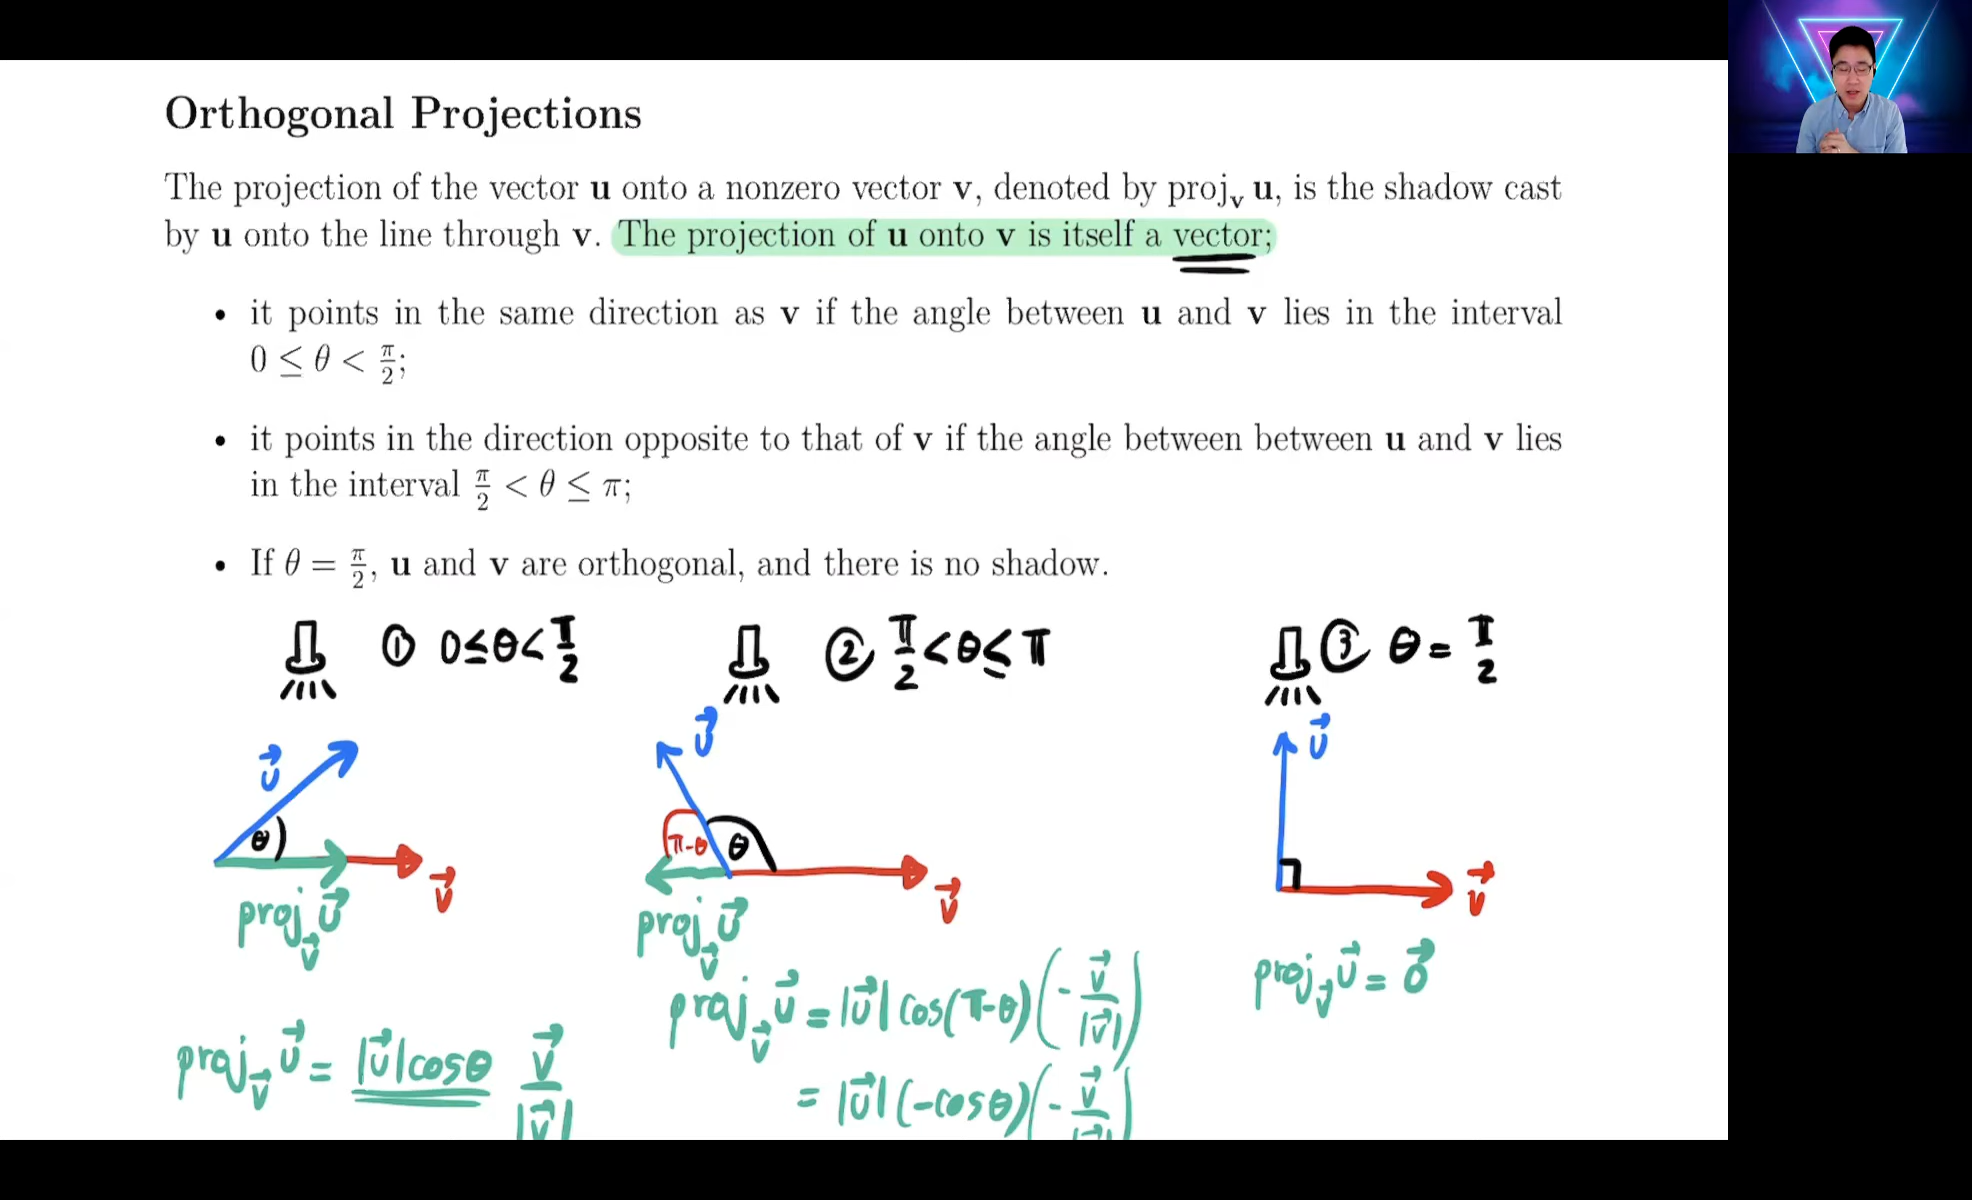 Orthogonal Projections
The projection of the vector u onto a nonzero vector v, denoted by proj_v u, is the shadow cast
by u onto the line through v. The projection of u onto v is itself a vector;
• it points in the same direction as v if the angle between u and v lies in the interval
0 ≤ θ < π/2;
• it points in the direction opposite to that of v if the angle between between u and v lies
in the interval π/2 < θ ≤ π;
• If θ = π/2, u and v are orthogonal, and there is no shadow.
① 0 ≤ θ < π/2
② π/2 < θ ≤ π
③ θ = π/2
u⃗
θ
v⃗
proj_v⃗ u⃗
proj_v⃗ u⃗ = |u⃗| cosθ v⃗/|v⃗|
u⃗
π-θ
θ
v⃗
proj_v⃗ u⃗
proj_v⃗ u⃗ = |u⃗| cos(π-θ) (- v⃗/|v⃗|)
= |u⃗| (-cosθ) (- v⃗/|v⃗|)
u⃗
v⃗
proj_v⃗ u⃗ = 0⃗